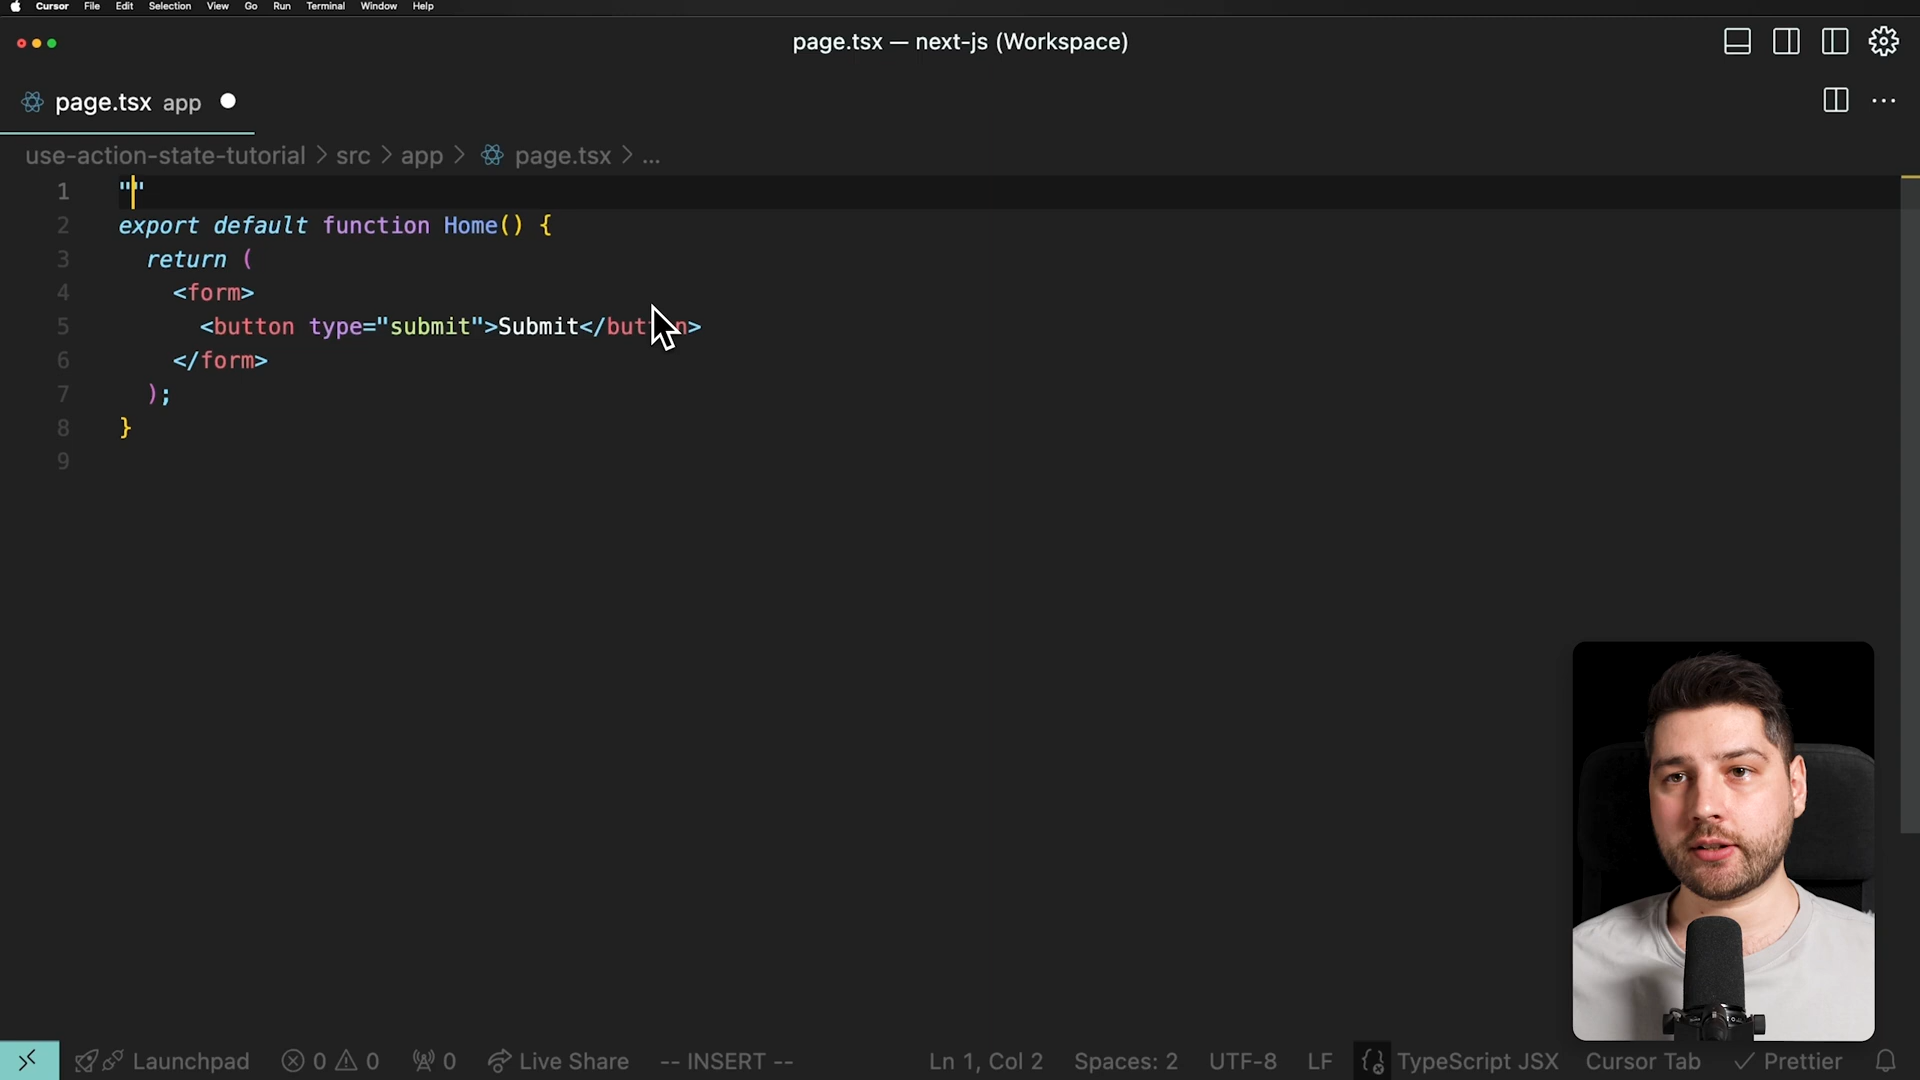 Cursor File Edit Selection View Go Run Terminal Window Help
page.tsx — next-js (Workspace)
page.tsx app
use-action-state-tutorial > src > app > page.tsx > ...
1 ""
2 export default function Home() {
3 return (
4 <form>
5 <button type="submit">Submit</button>
6 </form>
7 );
8 }
9
Launchpad 0 0 0 Live Share -- INSERT -- Ln 1, Col 2 Spaces: 2 UTF-8 LF TypeScript JSX Cursor Tab Prettier